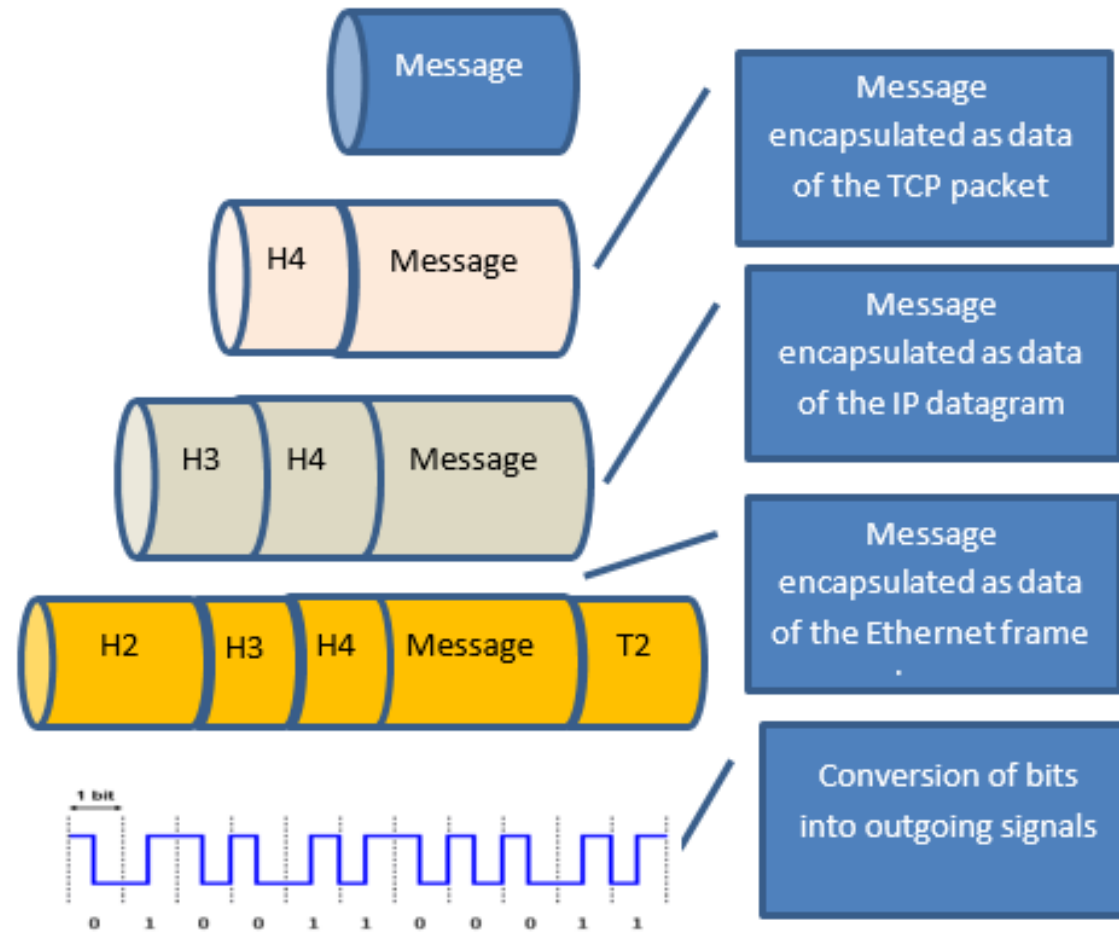 Message
Message
encapsulated as data
of the TCP packet
H4 Message
Message
encapsulated as data
of the IP datagram
H3 H4 Message
Message
encapsulated as data
of the Ethernet frame
.
H2 H3 H4 Message T2
Conversion of bits
into outgoing signals
1 bit
0 1 0 0 1 1 0 0 0 1 1